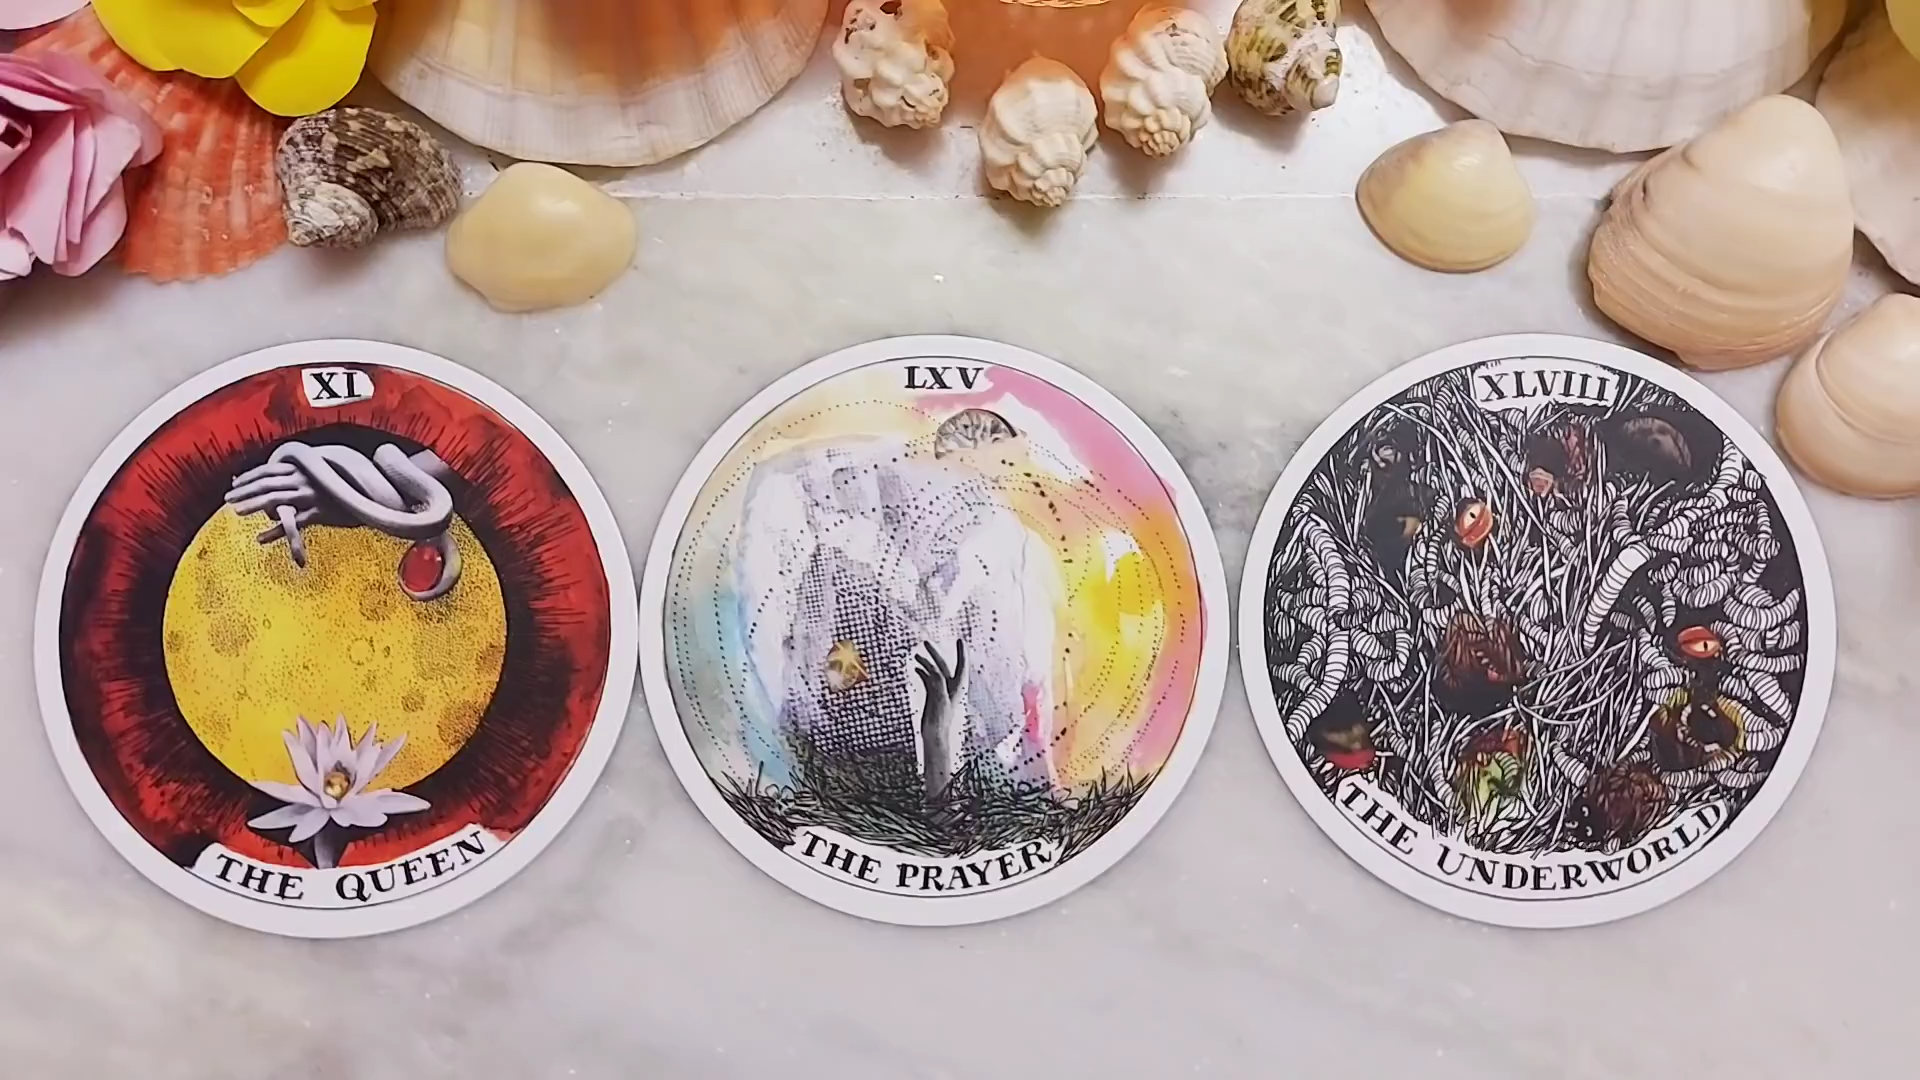 XI
THE QUEEN
LXV
THE PRAYER
XLVIII
THE UNDERWORLD